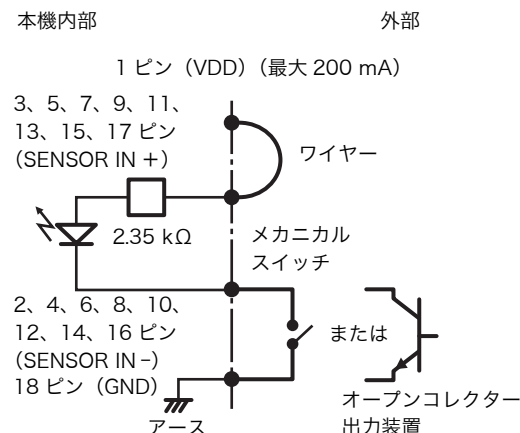 本機内部
外部
1 ピン（VDD）（最大 200 mA）
3、5、7、9、11、
13、15、17 ピン
（SENSOR IN +）
ワイヤー
2.35 kΩ
メカニカル
スイッチ
2、4、6、8、10、
12、14、16 ピン
（SENSOR IN−）
18 ピン（GND）
または
アース
オープンコレクター
出力装置